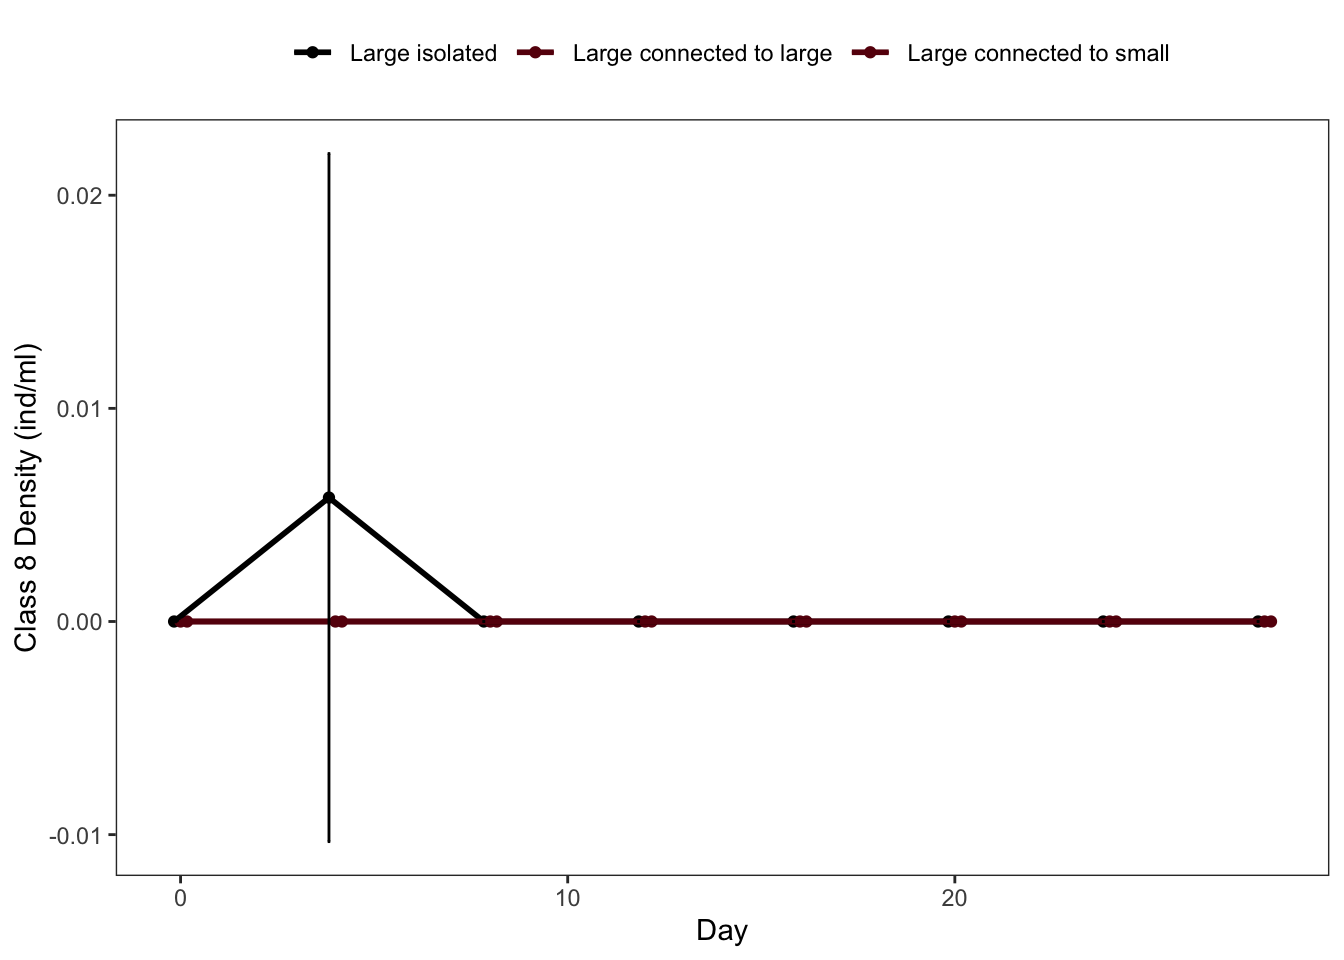 Large isolated Large connected to large Large connected to small
0.02
0.01
0.00
-0.01
Class 8 Density (ind/ml)
0 10 20
Day